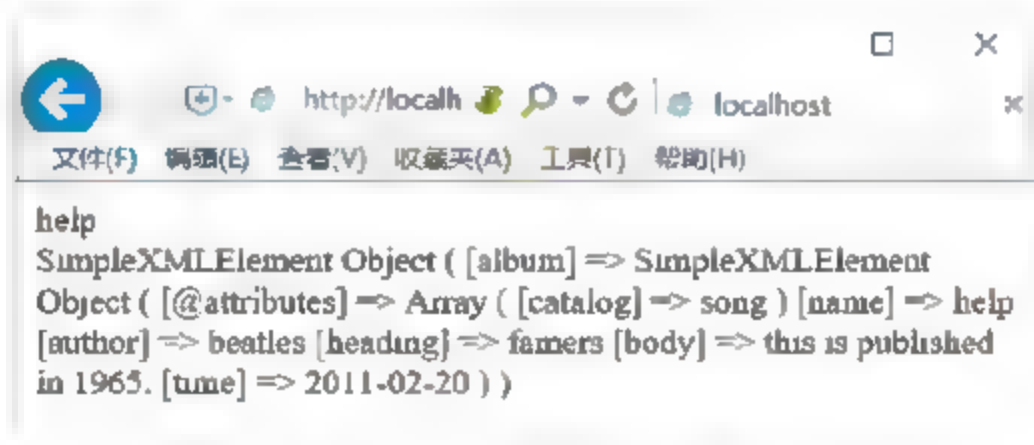 http://localh localhost
文件(F) 编辑(E) 查看(V) 收藏夹(A) 工具(T) 帮助(H)
help
SimpleXMLElement Object ( [album] => SimpleXMLElement
Object ( [@attributes] => Array ( [catalog] => song ) [name] => help
[author] => beatles [heading] => famers [body] => this is published
in 1965. [time] => 2011-02-20 ) )